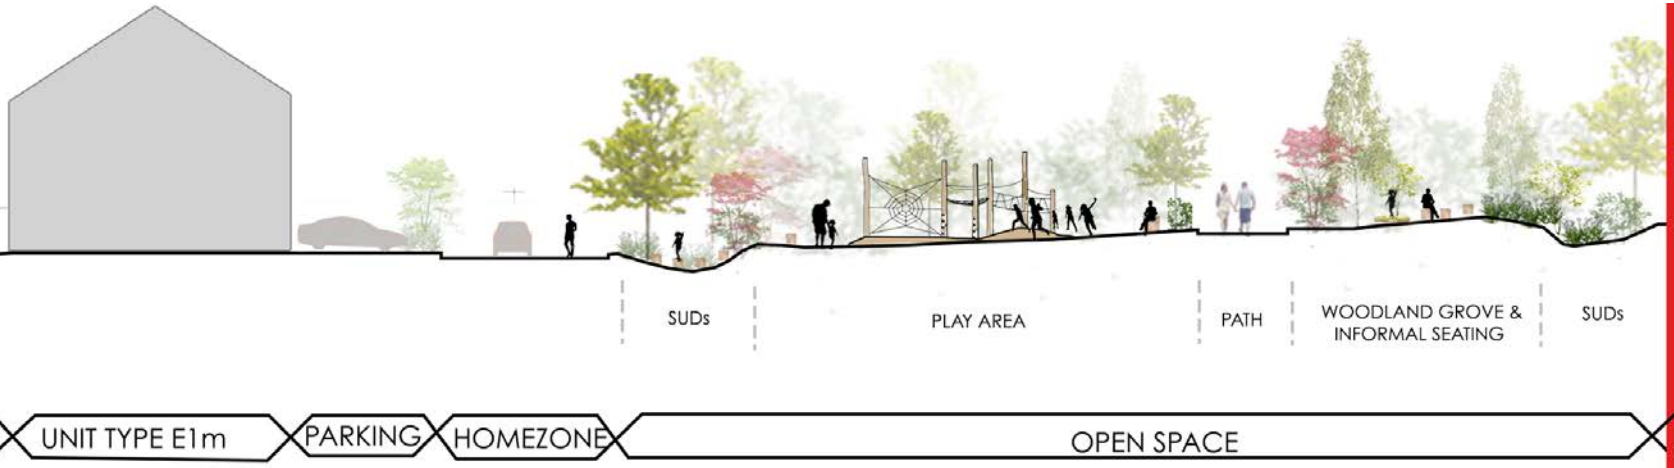 SUDs
PLAY AREA
PATH
WOODLAND GROVE &
INFORMAL SEATING
SUDs
UNIT TYPE E1m
PARKING
HOMEZONE
OPEN SPACE